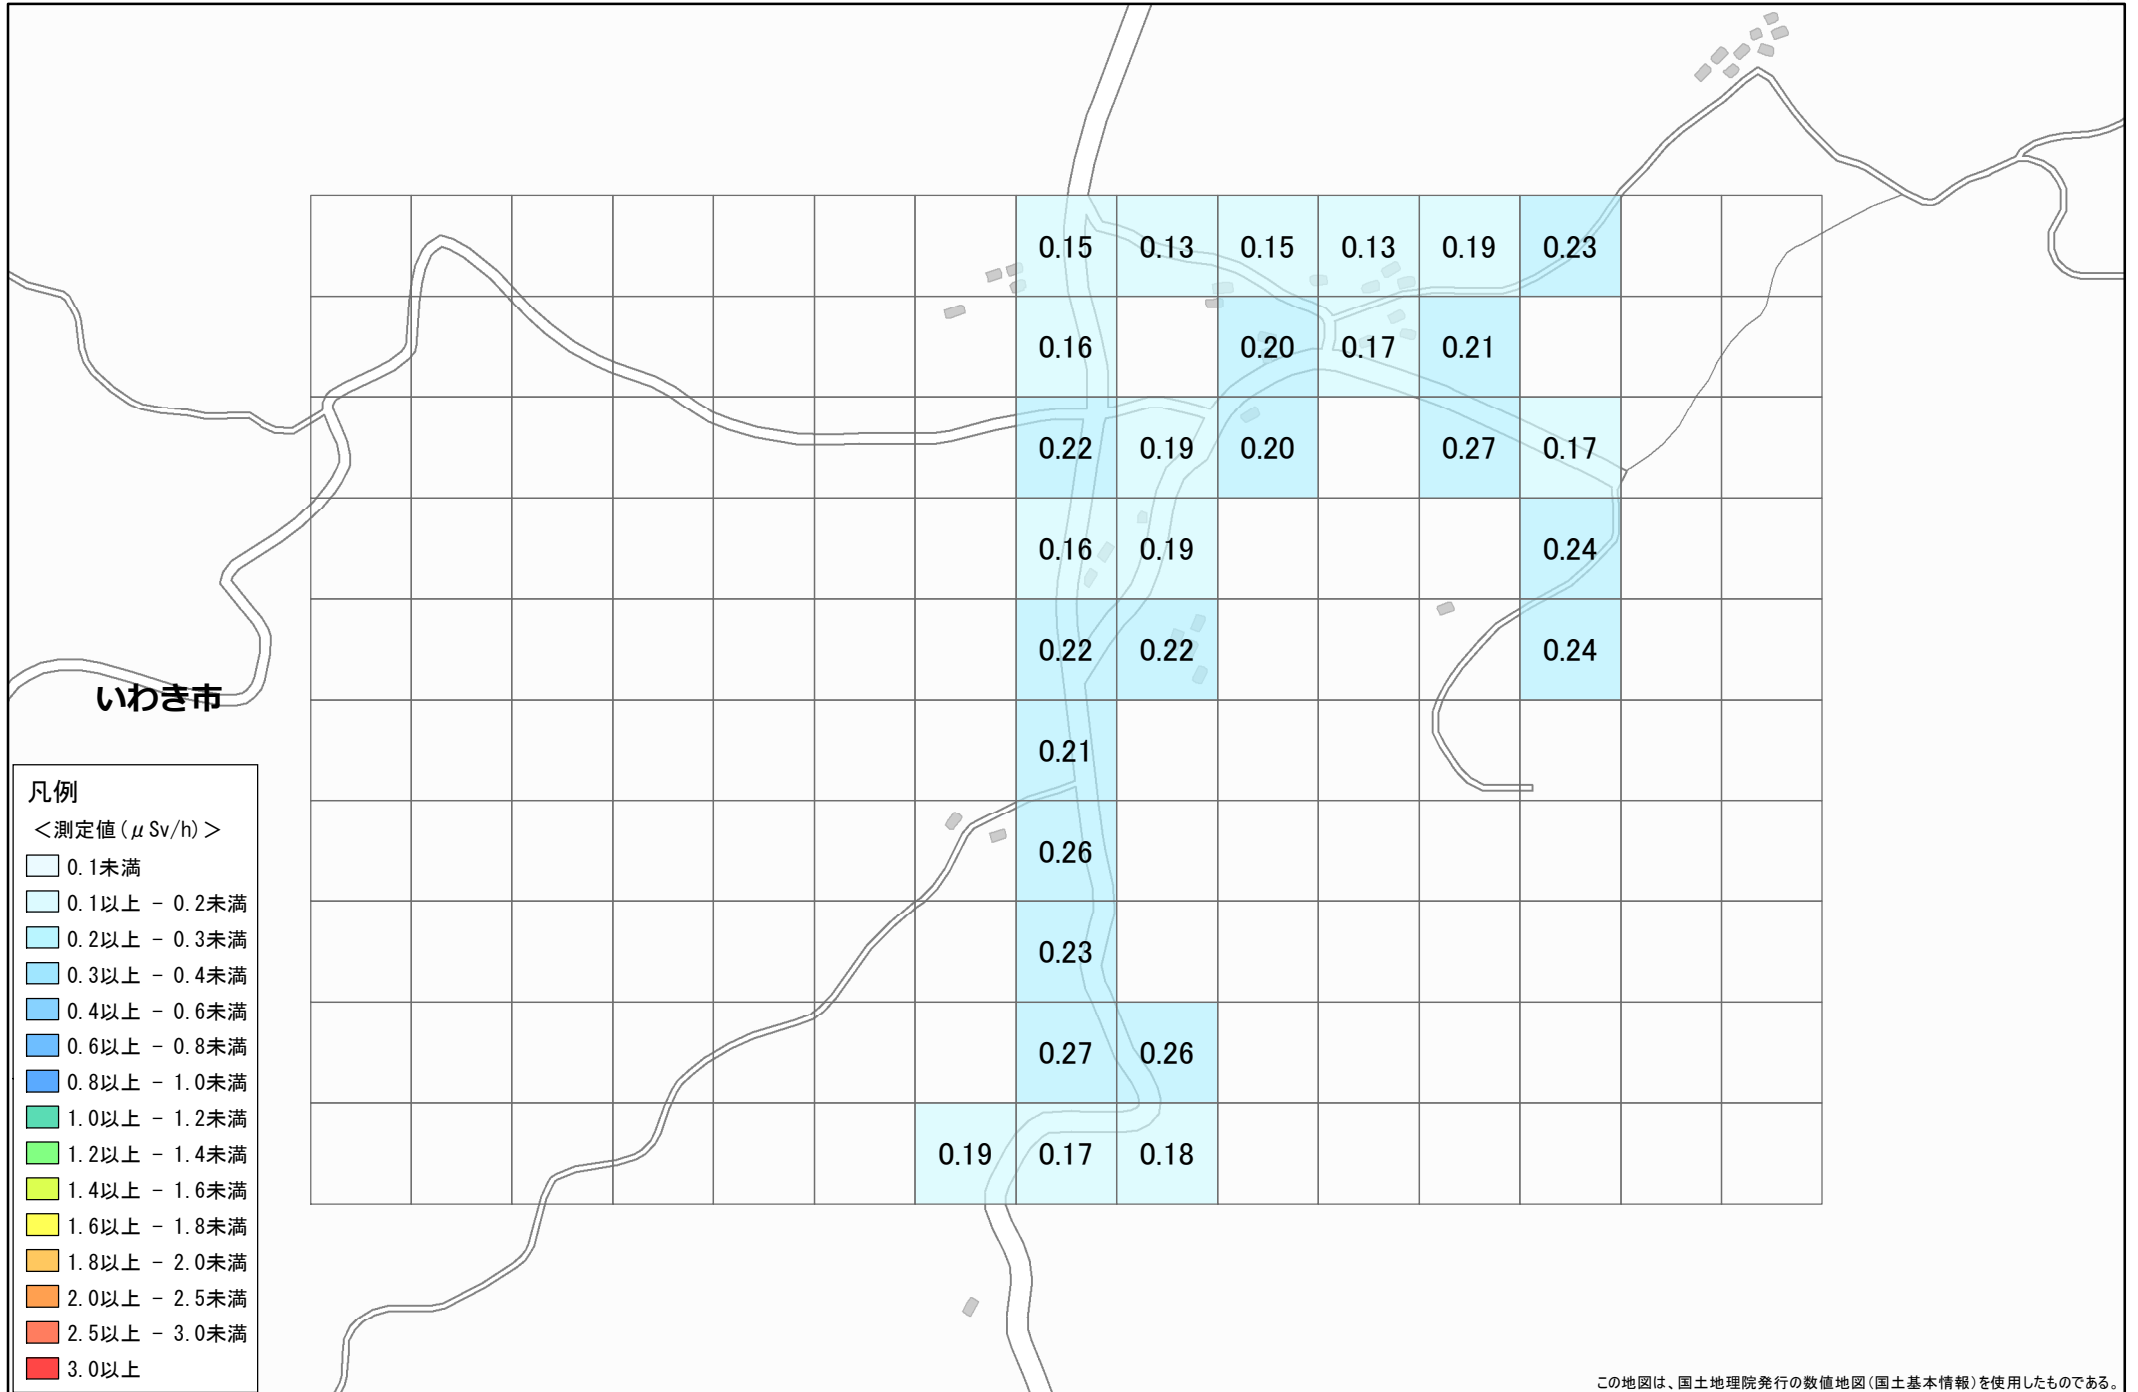 0.15 0.13 0.15 0.13 0.19 0.23
0.16 0.20 0.17 0.21
0.22 0.19 0.20 0.27 0.17
0.16 0.19 0.24
0.22 0.22 0.24
いわき市
0.21
0.26
0.23
0.27 0.26
0.19 0.17 0.18
凡例
＜測定値(μSv/h)＞
0.1未満
0.1以上 － 0.2未満
0.2以上 － 0.3未満
0.3以上 － 0.4未満
0.4以上 － 0.6未満
0.6以上 － 0.8未満
0.8以上 － 1.0未満
1.0以上 － 1.2未満
1.2以上 － 1.4未満
1.4以上 － 1.6未満
1.6以上 － 1.8未満
1.8以上 － 2.0未満
2.0以上 － 2.5未満
2.5以上 － 3.0未満
3.0以上
この地図は、国土地理院発行の数値地図(国土基本情報)を使用したものである。